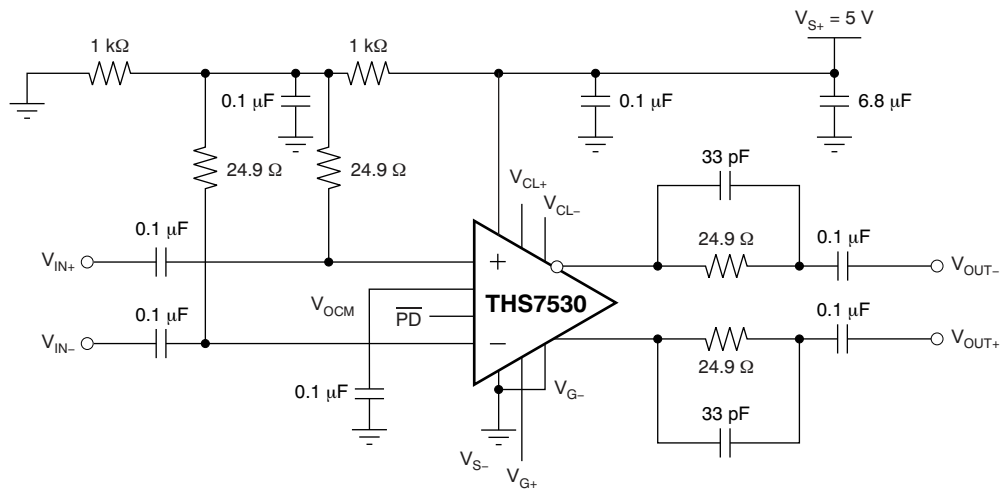 V_S+ = 5 V
1 kΩ
1 kΩ
0.1 μF
0.1 μF
6.8 μF
24.9 Ω
24.9 Ω
33 pF
V_CL+
V_CL−
0.1 μF
24.9 Ω
0.1 μF
V_IN+
+
V_OUT−
V_OCM
THS7530
0.1 μF
PD
0.1 μF
V_IN−
−
V_OUT+
24.9 Ω
0.1 μF
V_G−
33 pF
V_S−
V_G+